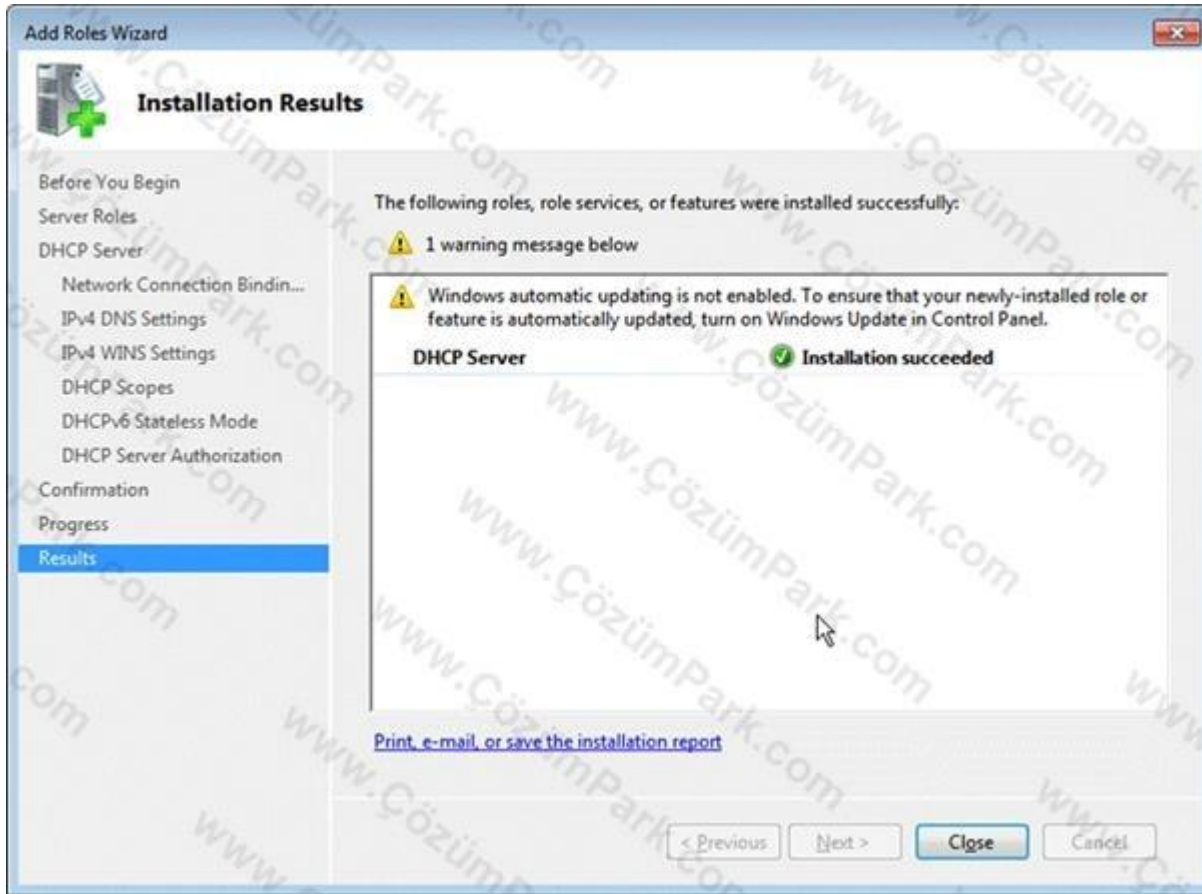 Add Roles Wizard
Installation Results
Before You Begin
Server Roles
DHCP Server
Network Connection Bindin...
IPv4 DNS Settings
IPv4 WINS Settings
DHCP Scopes
DHCPv6 Stateless Mode
DHCP Server Authorization
Confirmation
Progress
Results
The following roles, role services, or features were installed successfully:
1 warning message below
Windows automatic updating is not enabled. To ensure that your newly-installed role or
feature is automatically updated, turn on Windows Update in Control Panel.
DHCP Server Installation succeeded
Print, e-mail, or save the installation report
< Previous Next > Close Cancel
www.ÇözümPark.com